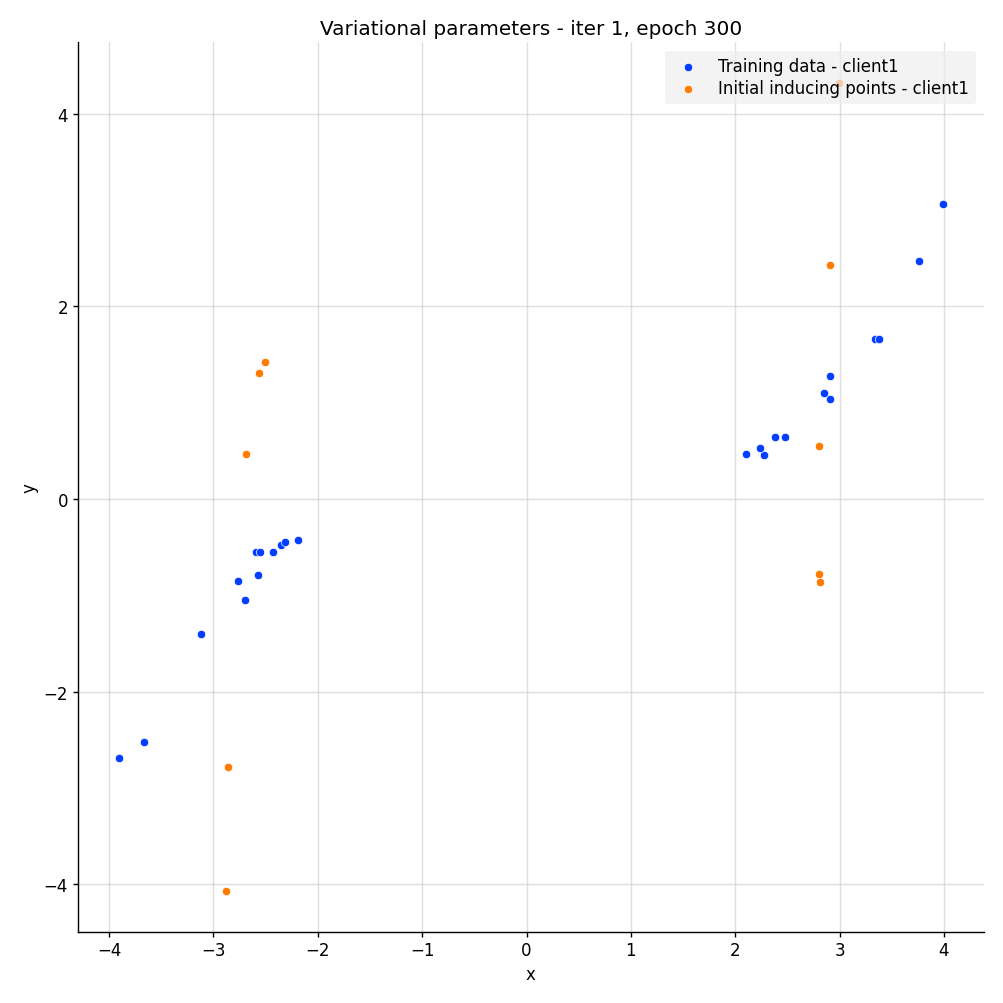 Variational parameters - iter 1, epoch 300
Training data - client1
Initial inducing points - client1
4
2
0
−2
−4
y
−4 −3 −2 −1 0 1 2 3 4
x